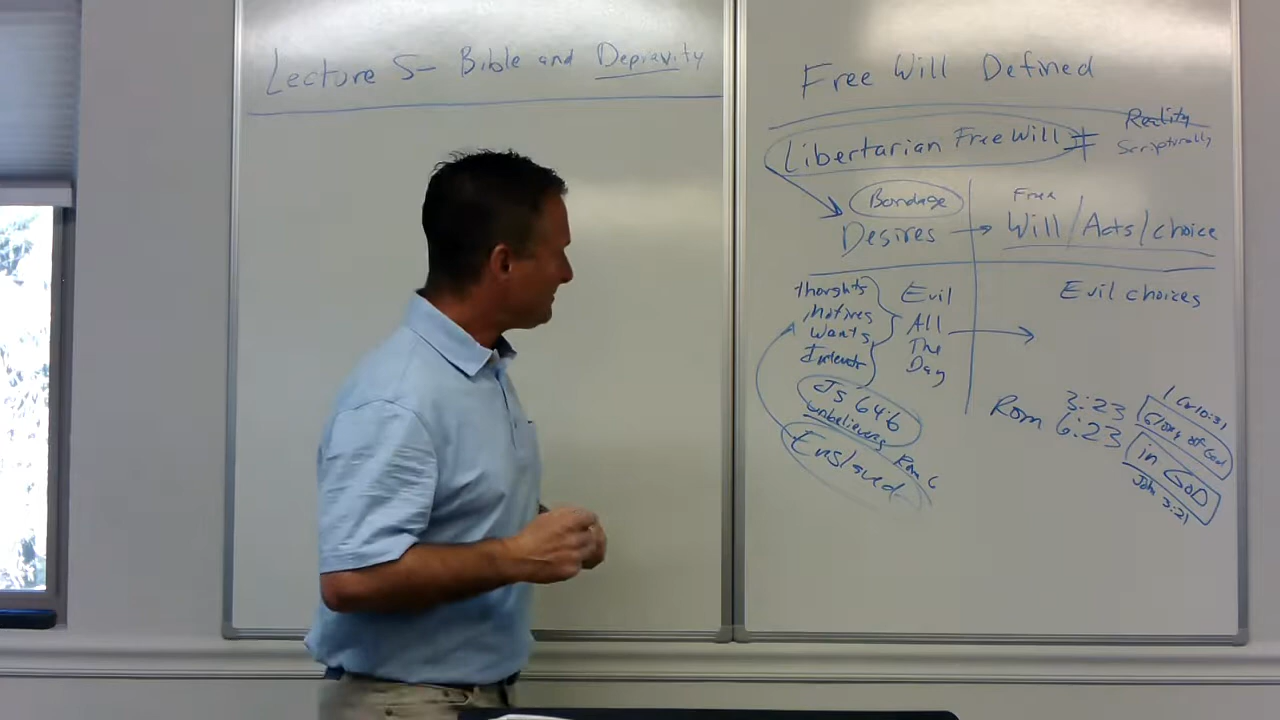 Lecture 5- Bible and Depravity
Free Will Defined
Libertarian Free Will ≠
Reality
Scripturally
Bondage
Free
Desires → Will / Acts / choice
thoughts
Motives
Wants
Intents
Evil
All
The
Day
Evil choices
Js 64:6
unbelievers
Rom 6
Enslaved
Rom 3:23
6:23
1 Cor 10:31
Glory of God
in GOD
John 3:21